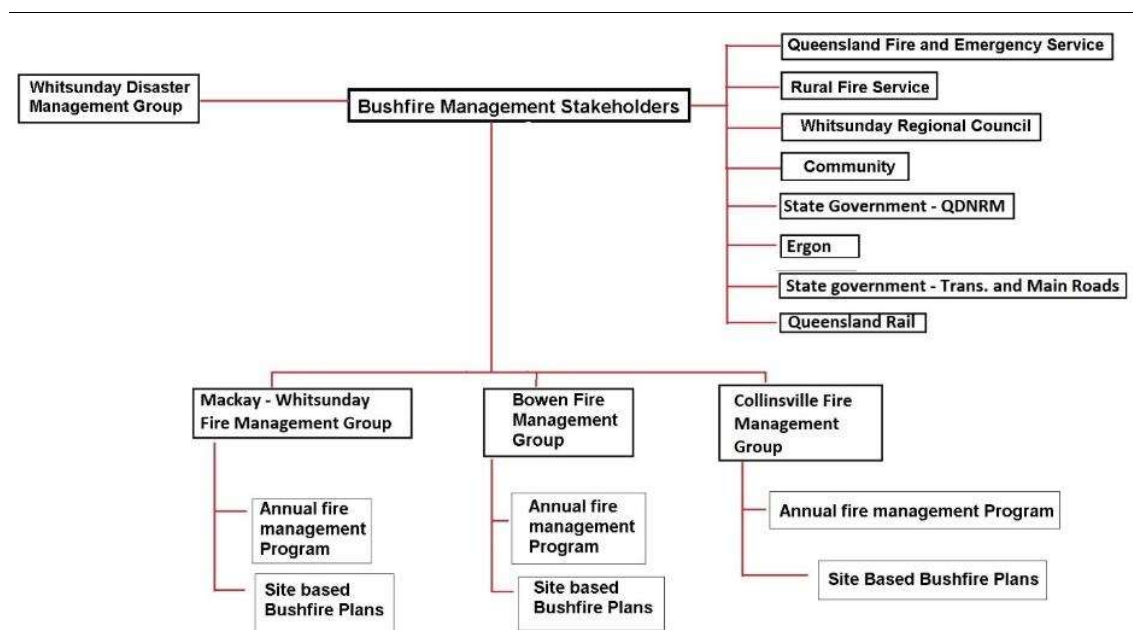 Whitsunday Disaster
Management Group
Bushfire Management Stakeholders
Queensland Fire and Emergency Service
Rural Fire Service
Whitsunday Regional Council
Community
State Government - QDNRM
Ergon
State government - Trans. and Main Roads
Queensland Rail
Mackay - Whitsunday
Fire Management Group
Annual fire
management
Program
Site based
Bushfire Plans
Bowen Fire
Management
Group
Annual fire
management
Program
Site based
Bushfire Plans
Collinsville Fire
Management
Group
Annual fire management Program
Site Based Bushfire Plans